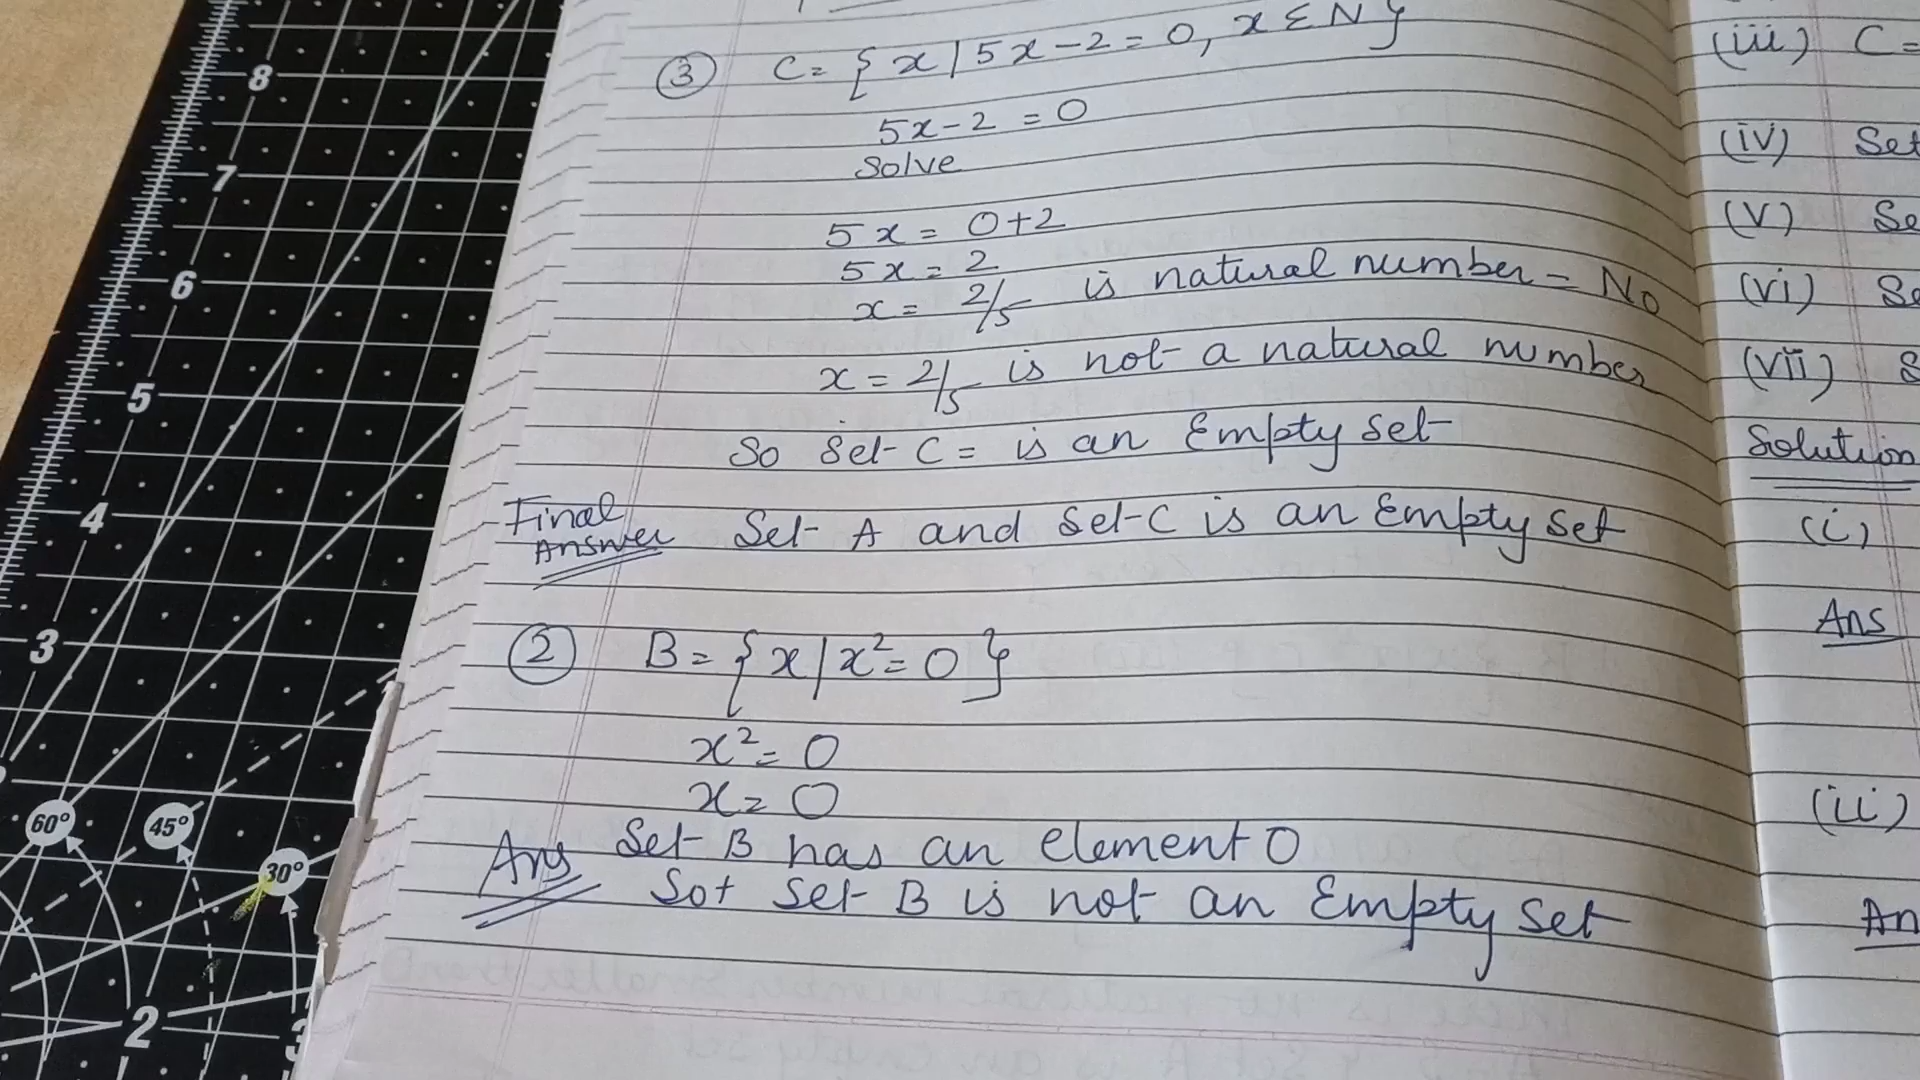 ③ C = { x | 5x - 2 = 0, x Σ N }
5x - 2 = 0
Solve
5x = 0+2
5x = 2
x = 2/5 is natural number = No
x = 2/5 is not a natural number
So Set C = is an Empty set
Final Answer Set A and Set C is an Empty Set
② B = { x | x² = 0 }
x² = 0
x = 0
Set B has an element 0
Ans Sot Set B is not an Empty Set
(iii) C =
(iv) Set
(v) Se
(vi) Se
(vii) S
Solution
(i)
Ans
(ii)
An
8
7
6
5
4
3
60° 45° 30°
2 3